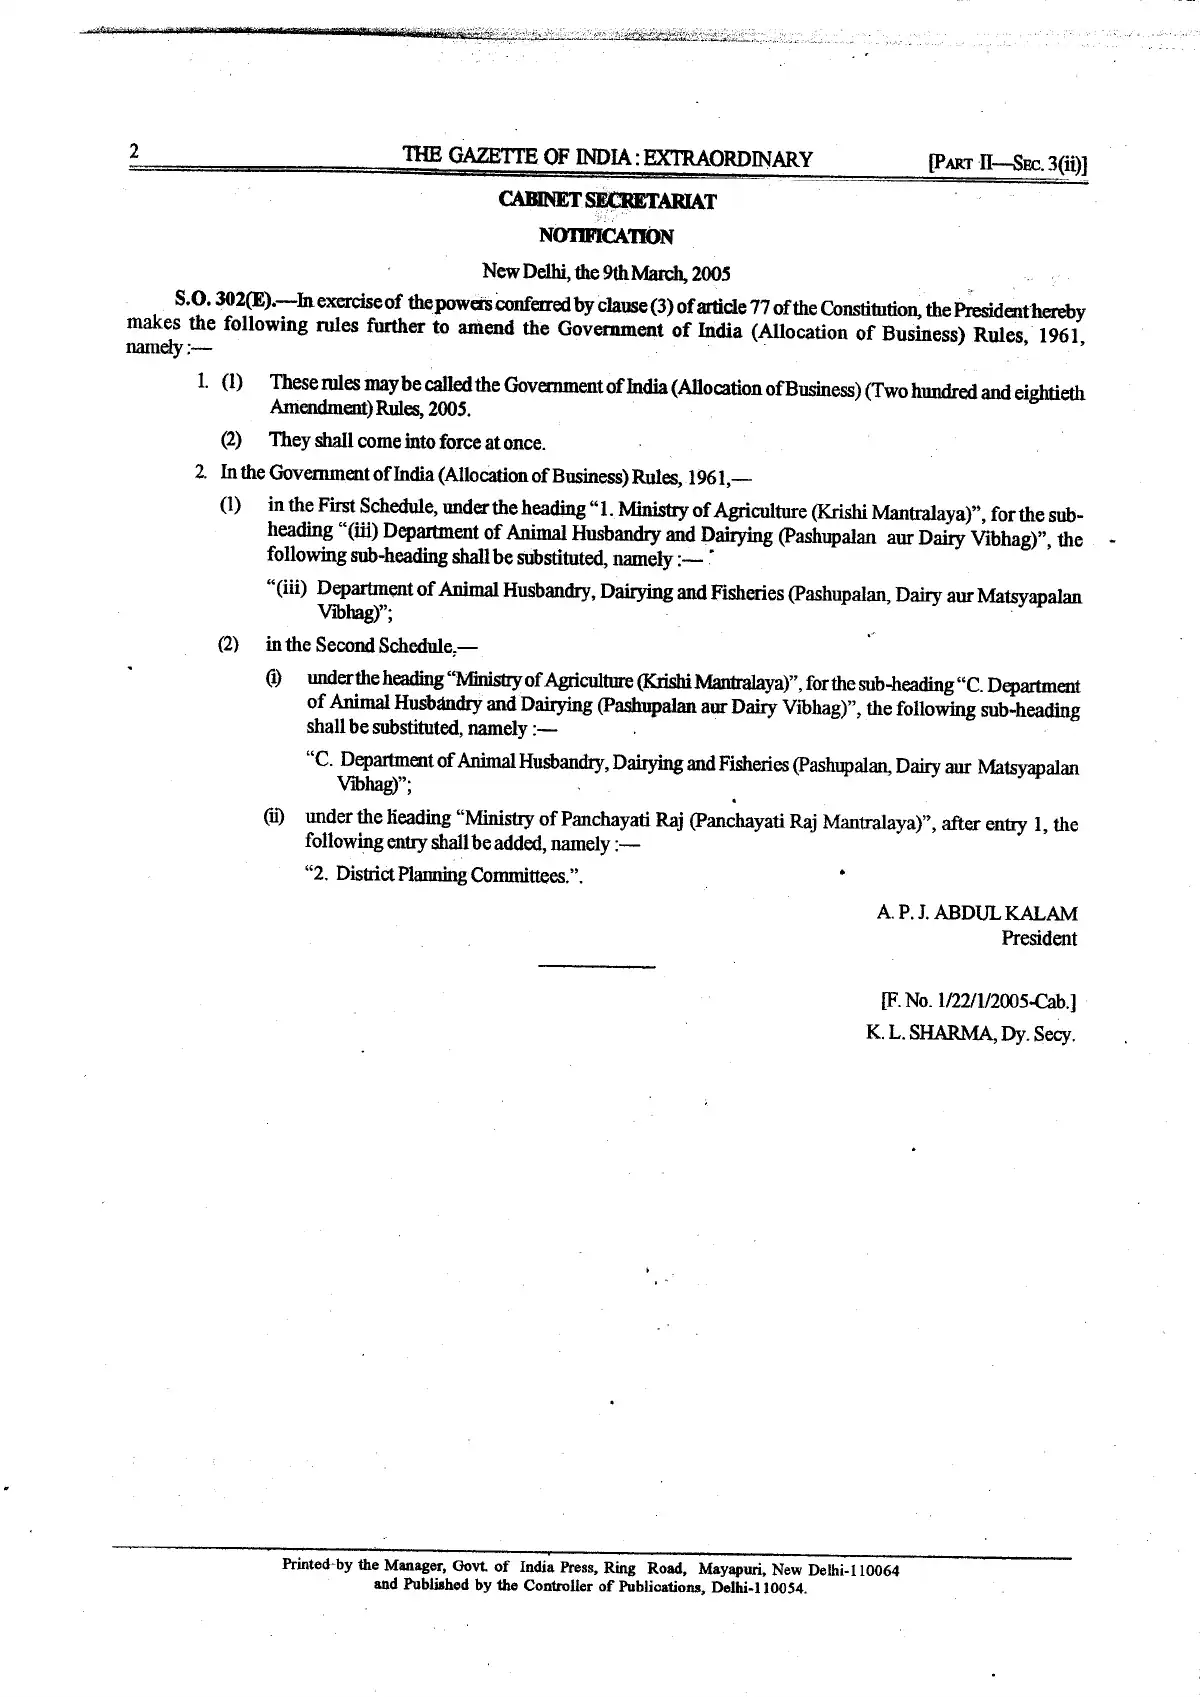 2
THE GAZETTE OF INDIA : EXTRAORDINARY
[PART II—SEC. 3(ii)]
CABINET SECRETARIAT
NOTIFICATION
New Delhi, the 9th March, 2005
S.O. 302(E).—In exercise of the powers conferred by clause (3) of article 77 of the Constitution, the President hereby
makes the following rules further to amend the Government of India (Allocation of Business) Rules, 1961,
namely :—
1. (1) These rules may be called the Government of India (Allocation of Business) (Two hundred and eightieth
Amendment) Rules, 2005.
(2) They shall come into force at once.
2. In the Government of India (Allocation of Business) Rules, 1961,—
(1) in the First Schedule, under the heading “1. Ministry of Agriculture (Krishi Mantralaya)”, for the sub-
heading “(iii) Department of Animal Husbandry and Dairying (Pashupalan aur Dairy Vibhag)”, the
following sub-heading shall be substituted, namely :—
“(iii) Department of Animal Husbandry, Dairying and Fisheries (Pashupalan, Dairy aur Matsyapalan
Vibhag)”;
(2) in the Second Schedule,—
(i) under the heading “Ministry of Agriculture (Krishi Mantralaya)”, for the sub-heading “C. Department
of Animal Husbandry and Dairying (Pashupalan aur Dairy Vibhag)”, the following sub-heading
shall be substituted, namely :—
“C. Department of Animal Husbandry, Dairying and Fisheries (Pashupalan, Dairy aur Matsyapalan
Vibhag)”;
(ii) under the heading “Ministry of Panchayati Raj (Panchayati Raj Mantralaya)”, after entry 1, the
following entry shall be added, namely :—
“2. District Planning Committees.”.
A. P. J. ABDUL KALAM
President
[F. No. 1/22/1/2005-Cab.]
K. L. SHARMA, Dy. Secy.
Printed by the Manager, Govt. of India Press, Ring Road, Mayapuri, New Delhi-110064
and Published by the Controller of Publications, Delhi-110054.